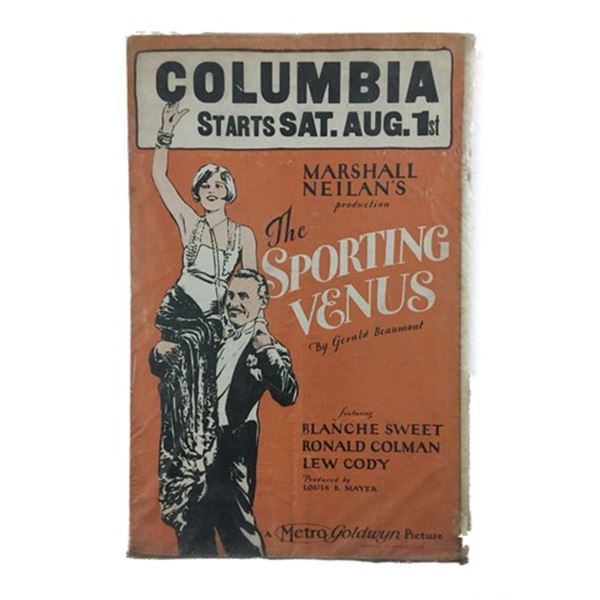 COLUMBIA
STARTS SAT. AUG. 1st
MARSHALL
NEILAN'S
production
The
SPORTING
VENUS
By Gerald Beaumont
featuring
BLANCHE SWEET
RONALD COLMAN
LEW CODY
Produced by
LOUIS B. MAYER
A Metro Goldwyn Picture